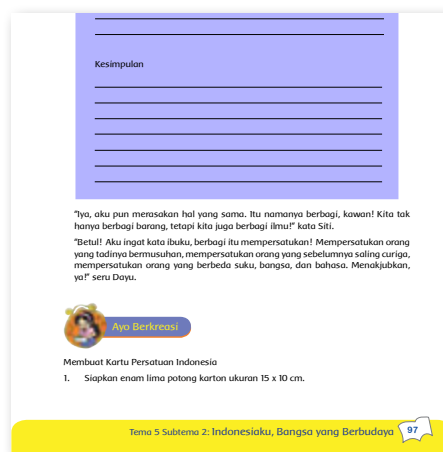 Kesimpulan
"Iya, aku pun merasakan hal yang sama. Itu namanya berbagi, kawan! Kita tak
hanya berbagi barang, tetapi kita juga berbagi ilmu!" kata Siti.
"Betul! Aku ingat kata ibuku, berbagi itu mempersatukan! Mempersatukan orang
yang tadinya bermusuhan, mempersatukan orang yang sebelumnya saling curiga,
mempersatukan orang yang berbeda suku, bangsa, dan bahasa. Menakjubkan,
ya!" seru Dayu.
Ayo Berkreasi
Membuat Kartu Persatuan Indonesia
1. Siapkan enam lima potong karton ukuran 15 x 10 cm.
Tema 5 Subtema 2: Indonesiaku, Bangsa yang Berbudaya 97